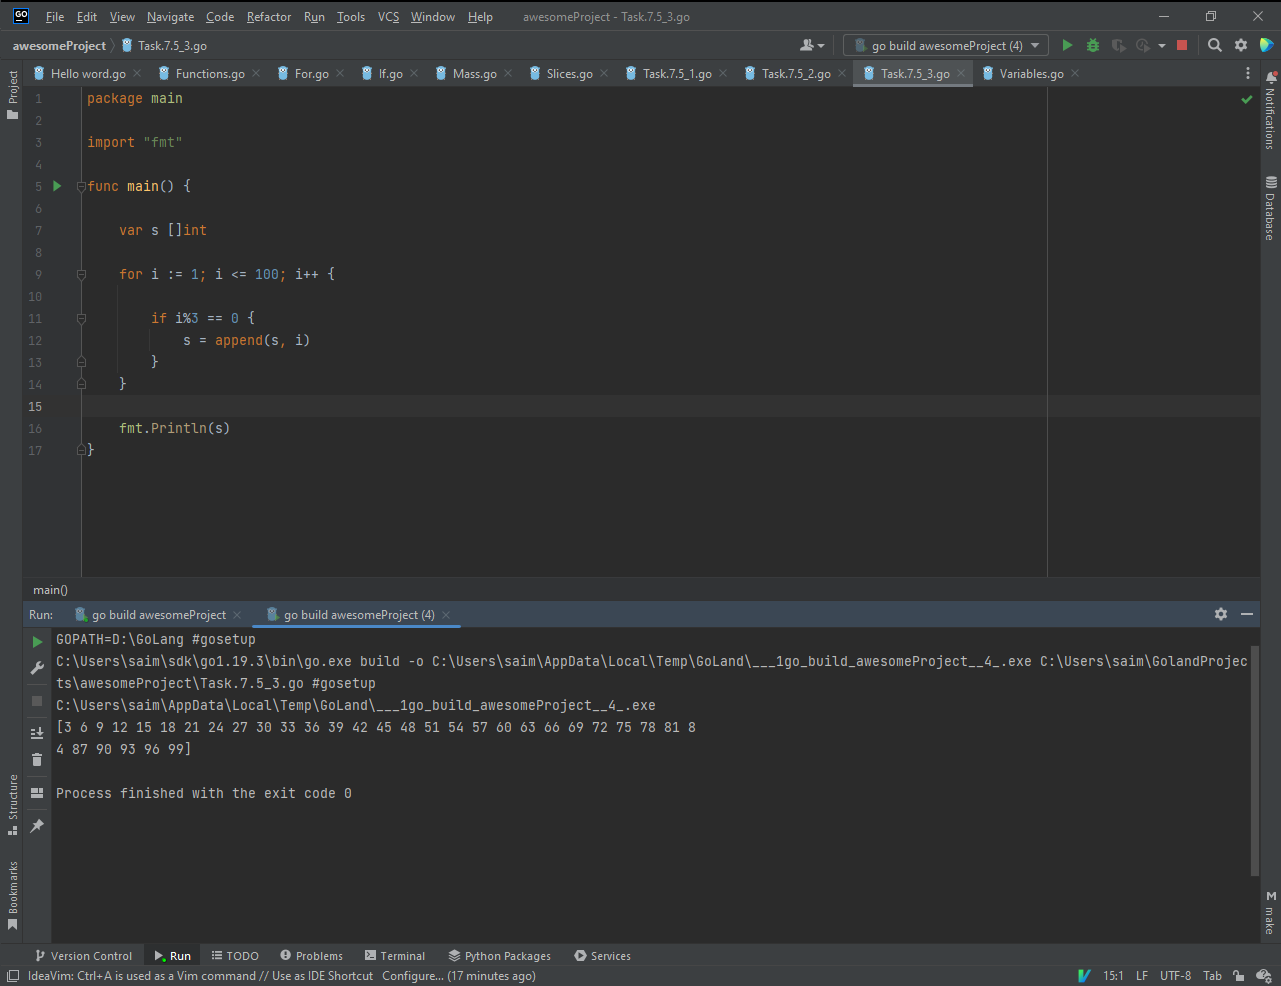 GO File Edit View Navigate Code Refactor Run Tools VCS Window Help awesomeProject - Task.7.5_3.go
awesomeProject Task.7.5_3.go go build awesomeProject (4)
Hello word.go Functions.go For.go If.go Mass.go Slices.go Task.7.5_1.go Task.7.5_2.go Task.7.5_3.go Variables.go
Project
Notifications
Database
1 package main
2
3 import "fmt"
4
5 func main() {
6
7 var s []int
8
9 for i := 1; i <= 100; i++ {
10
11 if i%3 == 0 {
12 s = append(s, i)
13 }
14 }
15
16 fmt.Println(s)
17 }
main()
Run: go build awesomeProject go build awesomeProject (4)
GOPATH=D:\GoLang #gosetup
C:\Users\saim\sdk\go1.19.3\bin\go.exe build -o C:\Users\saim\AppData\Local\Temp\GoLand\___1go_build_awesomeProject__4_.exe C:\Users\saim\GolandProjec
ts\awesomeProject\Task.7.5_3.go #gosetup
C:\Users\saim\AppData\Local\Temp\GoLand\___1go_build_awesomeProject__4_.exe
[3 6 9 12 15 18 21 24 27 30 33 36 39 42 45 48 51 54 57 60 63 66 69 72 75 78 81 8
4 87 90 93 96 99]
Process finished with the exit code 0
Structure
Bookmarks
M make
Version Control Run TODO Problems Terminal Python Packages Services
IdeaVim: Ctrl+A is used as a Vim command // Use as IDE Shortcut Configure... (17 minutes ago) 15:1 LF UTF-8 Tab